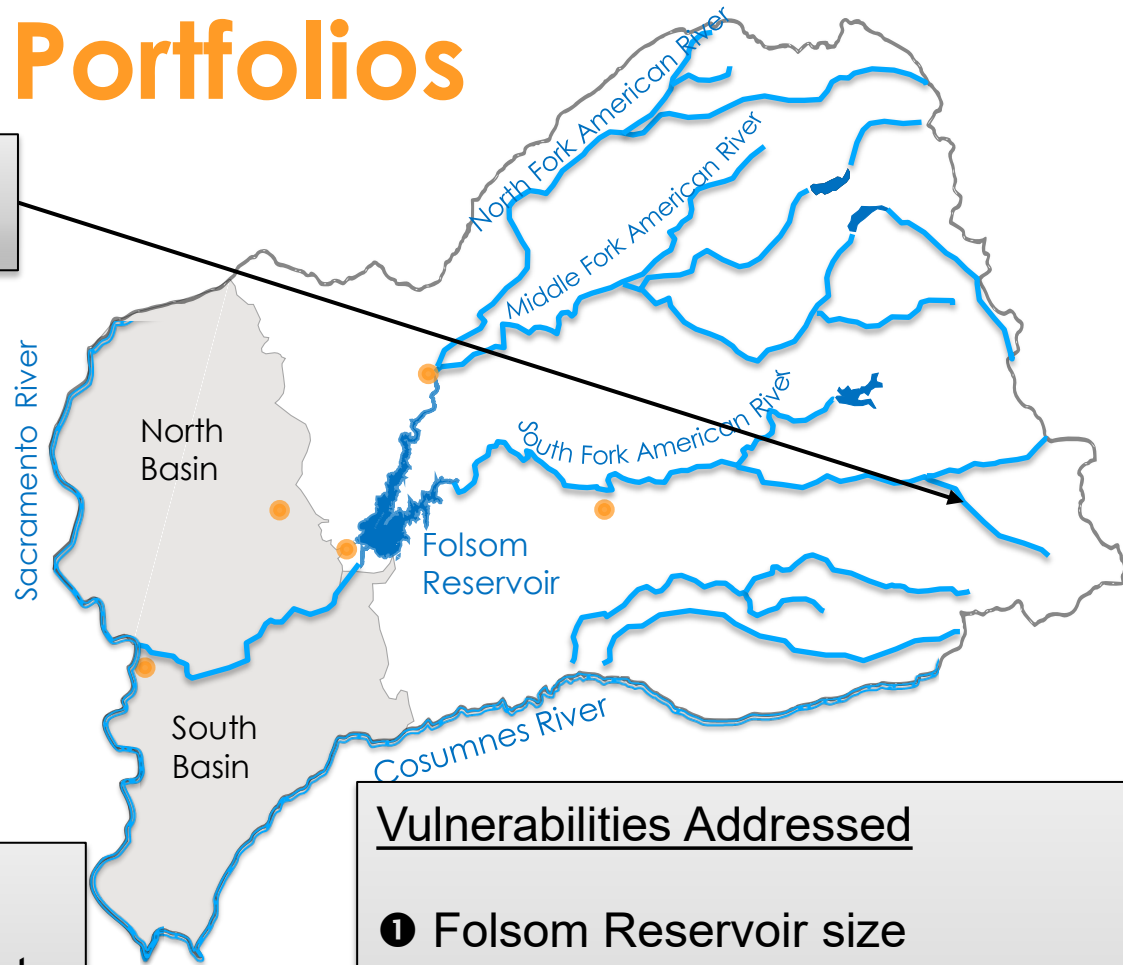 Portfolios
North Fork American River
Middle Fork American River
South Fork American River
Sacramento River
North
Basin
Folsom
Reservoir
South
Basin
Cosumnes River
Vulnerabilities Addressed
❶ Folsom Reservoir size